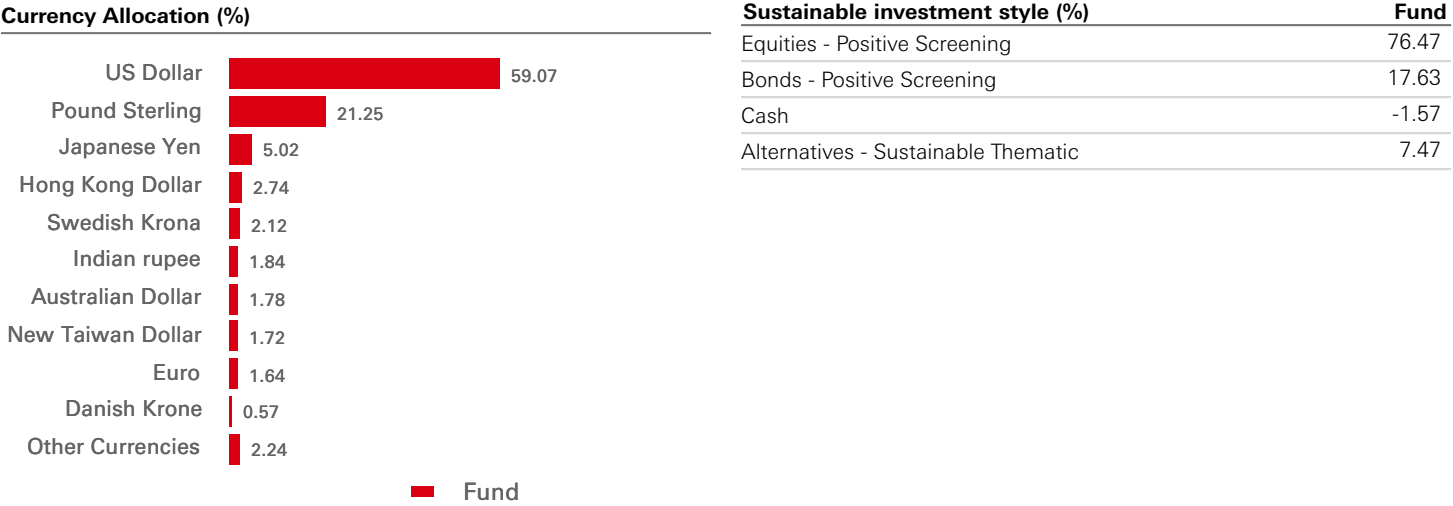 Currency Allocation (%)
US Dollar 59.07
Pound Sterling 21.25
Japanese Yen 5.02
Hong Kong Dollar 2.74
Swedish Krona 2.12
Indian rupee 1.84
Australian Dollar 1.78
New Taiwan Dollar 1.72
Euro 1.64
Danish Krone 0.57
Other Currencies 2.24
Fund
Sustainable investment style (%) Fund
Equities - Positive Screening 76.47
Bonds - Positive Screening 17.63
Cash -1.57
Alternatives - Sustainable Thematic 7.47